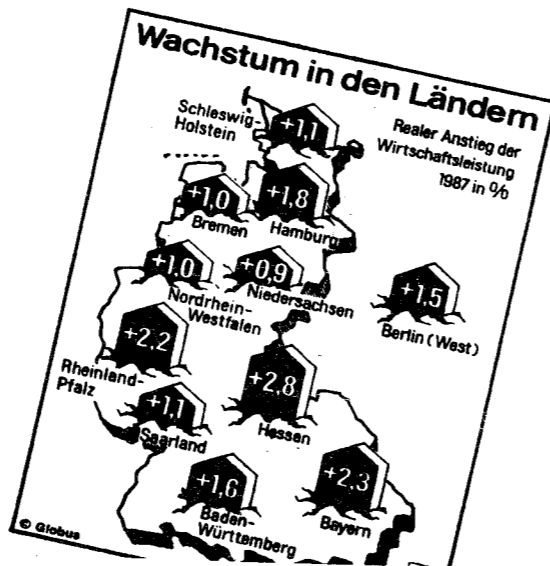 Wachstum in den Ländern
Realer Anstieg der
Wirtschaftsleistung
1987 in %
Schleswig-
Holstein
+1,1
+1,0
Bremen
+1,8
Hamburg
+1,0
Nordrhein-
Westfalen
+0,9
Niedersachsen
+1,5
Berlin (West)
+2,2
Rheinland-
Pfalz
+2,8
Hessen
+1,1
Saarland
+1,6
Baden-
Württemberg
+2,3
Bayern
© Globus